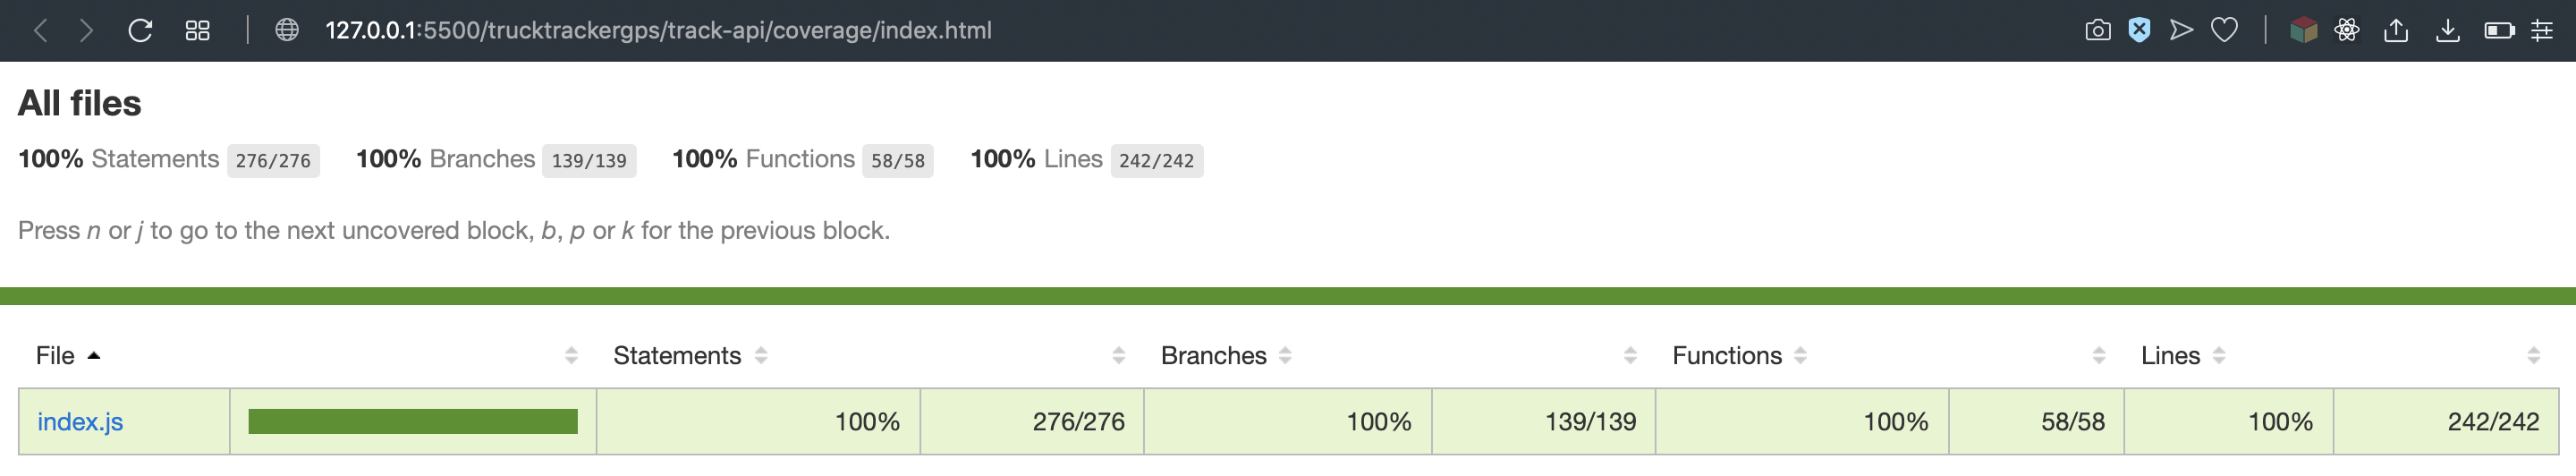 127.0.0.1:5500/trucktrackergps/track-api/coverage/index.html
All files
100% Statements 276/276 100% Branches 139/139 100% Functions 58/58 100% Lines 242/242
Press n or j to go to the next uncovered block, b, p or k for the previous block.
File Statements Branches Functions Lines
index.js 100% 276/276 100% 139/139 100% 58/58 100% 242/242